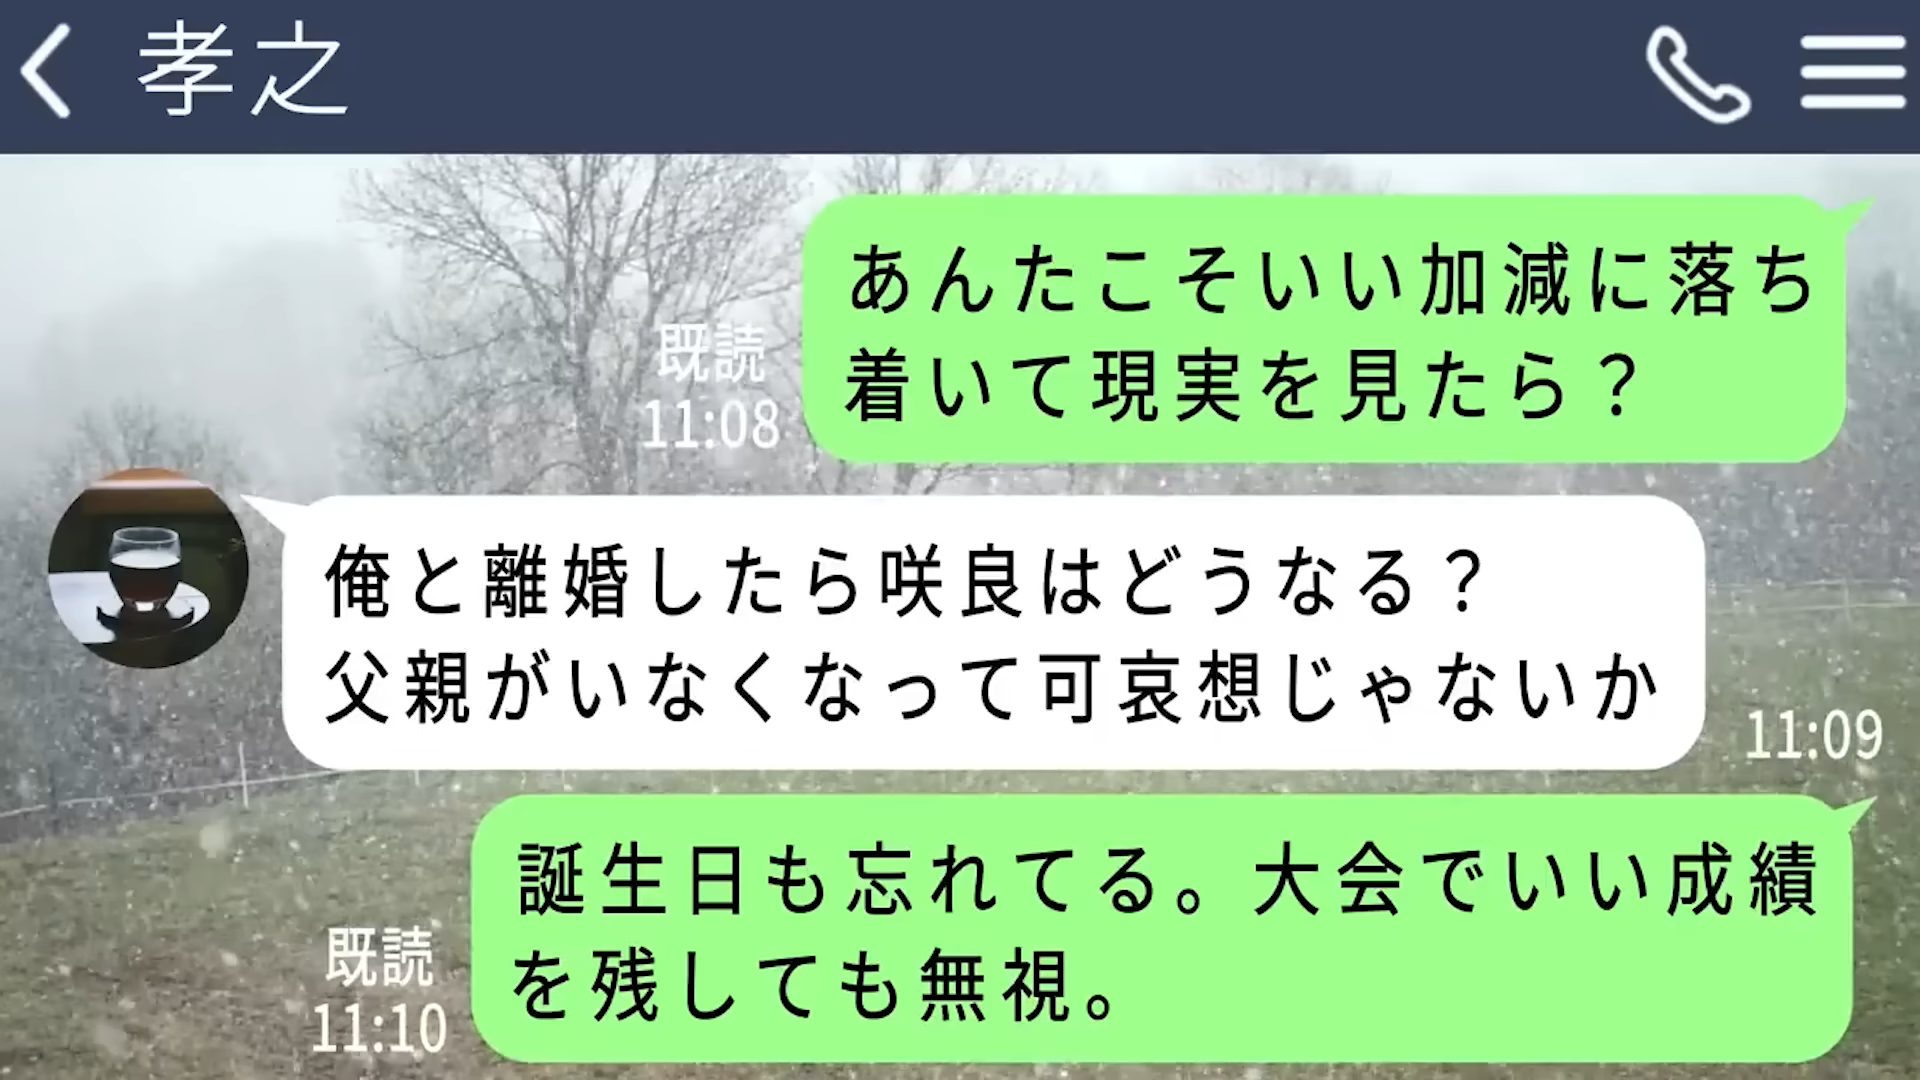 孝之
あんたこそいい加減に落ち
着いて現実を見たら？
既読
11:08
俺と離婚したら咲良はどうなる？
父親がいなくなって可哀想じゃないか
11:09
誕生日も忘れてる。大会でいい成績
を残しても無視。
既読
11:10